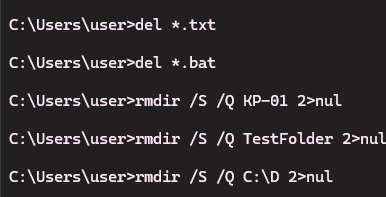 C:\Users\user>del *.txt
C:\Users\user>del *.bat
C:\Users\user>rmdir /S /Q KP-01 2>nul
C:\Users\user>rmdir /S /Q TestFolder 2>nul
C:\Users\user>rmdir /S /Q C:\D 2>nul